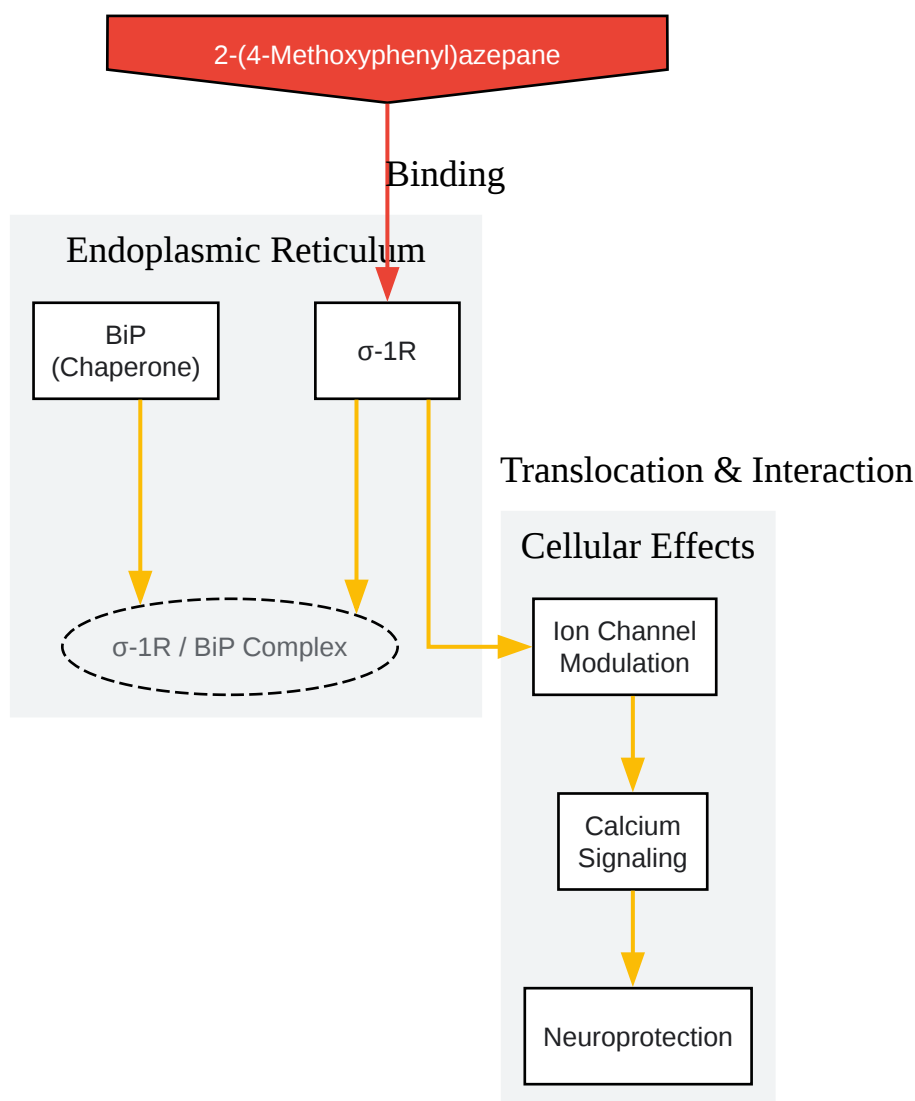 2-(4-Methoxyphenyl)azepane
Binding
Endoplasmic Reticulum
BiP
(Chaperone)
σ-1R
Translocation & Interaction
Cellular Effects
σ-1R / BiP Complex
Ion Channel
Modulation
Calcium
Signaling
Neuroprotection